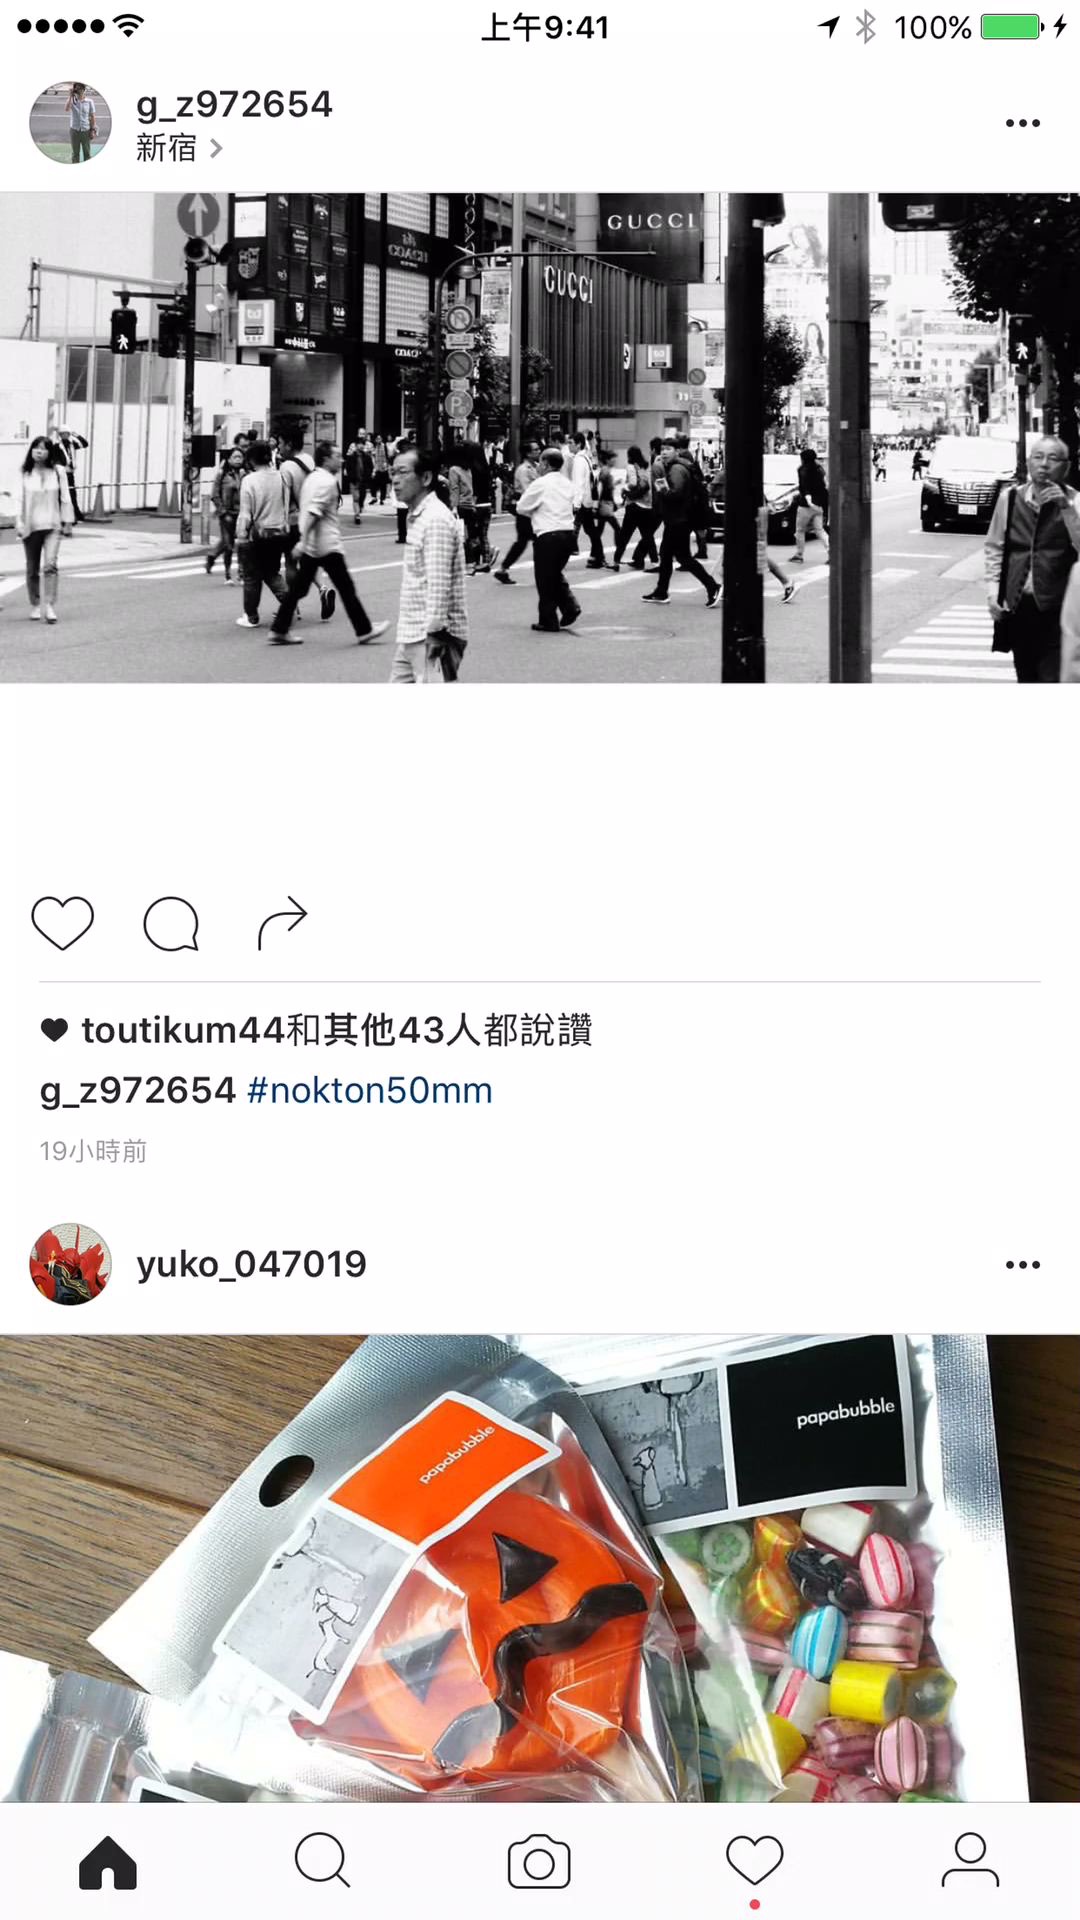 上午9:41
100%
g_z972654
新宿
GUCCI
GUCCI
COACH
COACH
toutikum44和其他43人都說讚
g_z972654 #nokton50mm
19小時前
yuko_047019
papabubble
papabubble